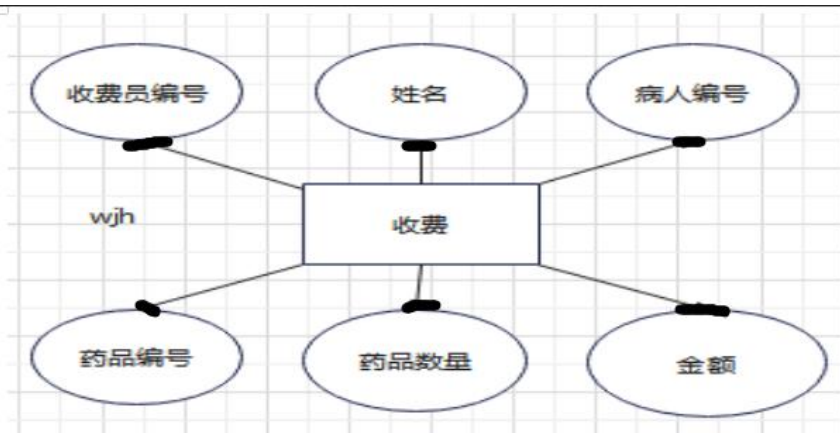 收费员编号
姓名
病人编号
wjh
收费
药品编号
药品数量
金额